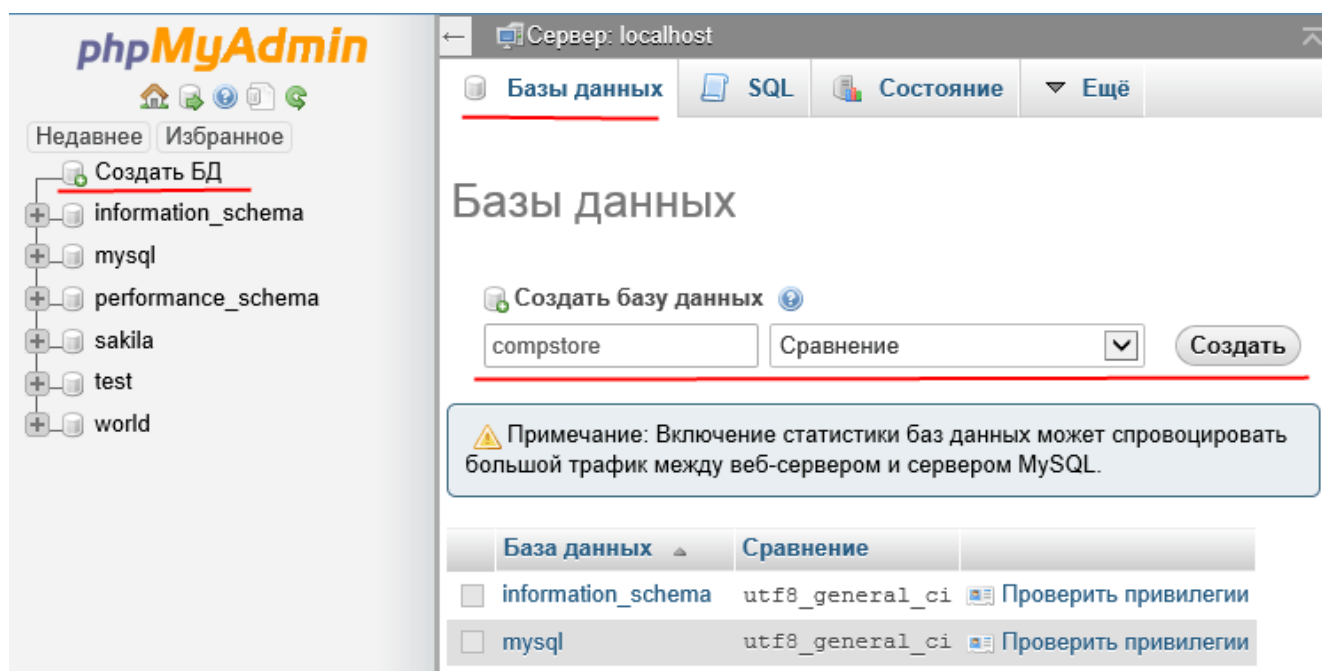 phpMyAdmin
Недавнее Избранное
Создать БД
information_schema
mysql
performance_schema
sakila
test
world
← Сервер: localhost
Базы данных SQL Состояние Ещё
Базы данных
Создать базу данных
compstore Сравнение Создать
Примечание: Включение статистики баз данных может спровоцировать
большой трафик между веб-сервером и сервером MySQL.
База данных Сравнение
information_schema utf8_general_ci Проверить привилегии
mysql utf8_general_ci Проверить привилегии